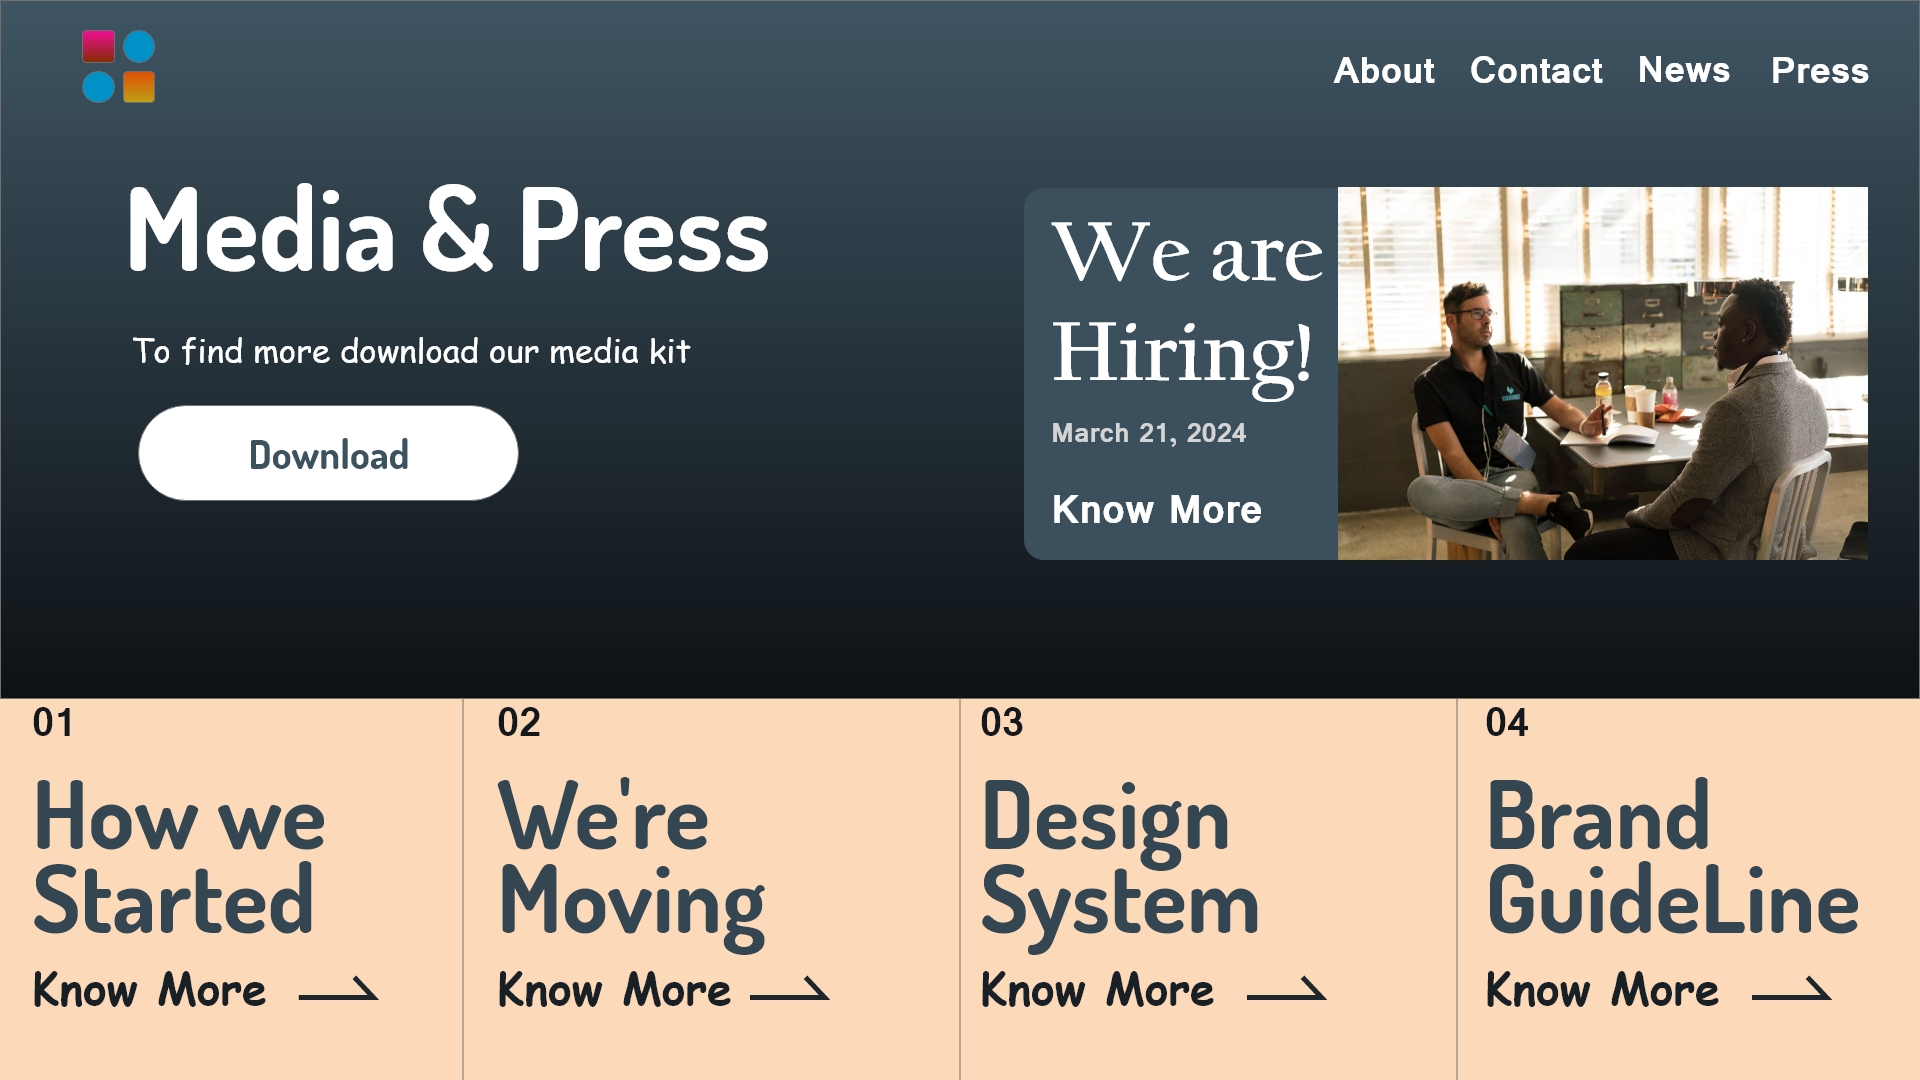 About Contact News Press
Media & Press
To find more download our media kit
Download
We are
Hiring!
March 21, 2024
Know More
01
How we
Started
Know More
02
We're
Moving
Know More
03
Design
System
Know More
04
Brand
GuideLine
Know More